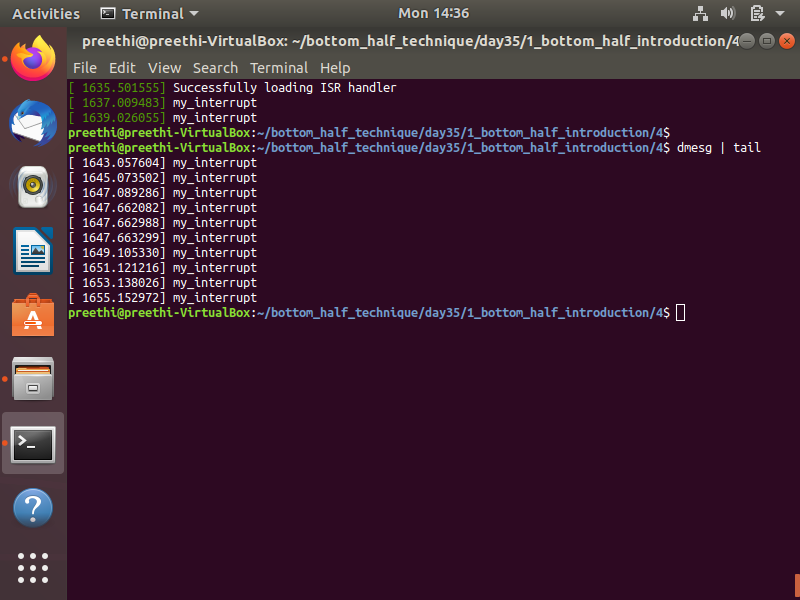 Activities Terminal Mon 14:36
preethi@preethi-VirtualBox: ~/bottom_half_technique/day35/1_bottom_half_introduction/4
File Edit View Search Terminal Help
[ 1635.501555] Successfully loading ISR handler
[ 1637.009483] my_interrupt
[ 1639.026055] my_interrupt
preethi@preethi-VirtualBox:~/bottom_half_technique/day35/1_bottom_half_introduction/4$
preethi@preethi-VirtualBox:~/bottom_half_technique/day35/1_bottom_half_introduction/4$ dmesg | tail
[ 1643.057604] my_interrupt
[ 1645.073502] my_interrupt
[ 1647.089286] my_interrupt
[ 1647.662082] my_interrupt
[ 1647.662988] my_interrupt
[ 1647.663299] my_interrupt
[ 1649.105330] my_interrupt
[ 1651.121216] my_interrupt
[ 1653.138026] my_interrupt
[ 1655.152972] my_interrupt
preethi@preethi-VirtualBox:~/bottom_half_technique/day35/1_bottom_half_introduction/4$